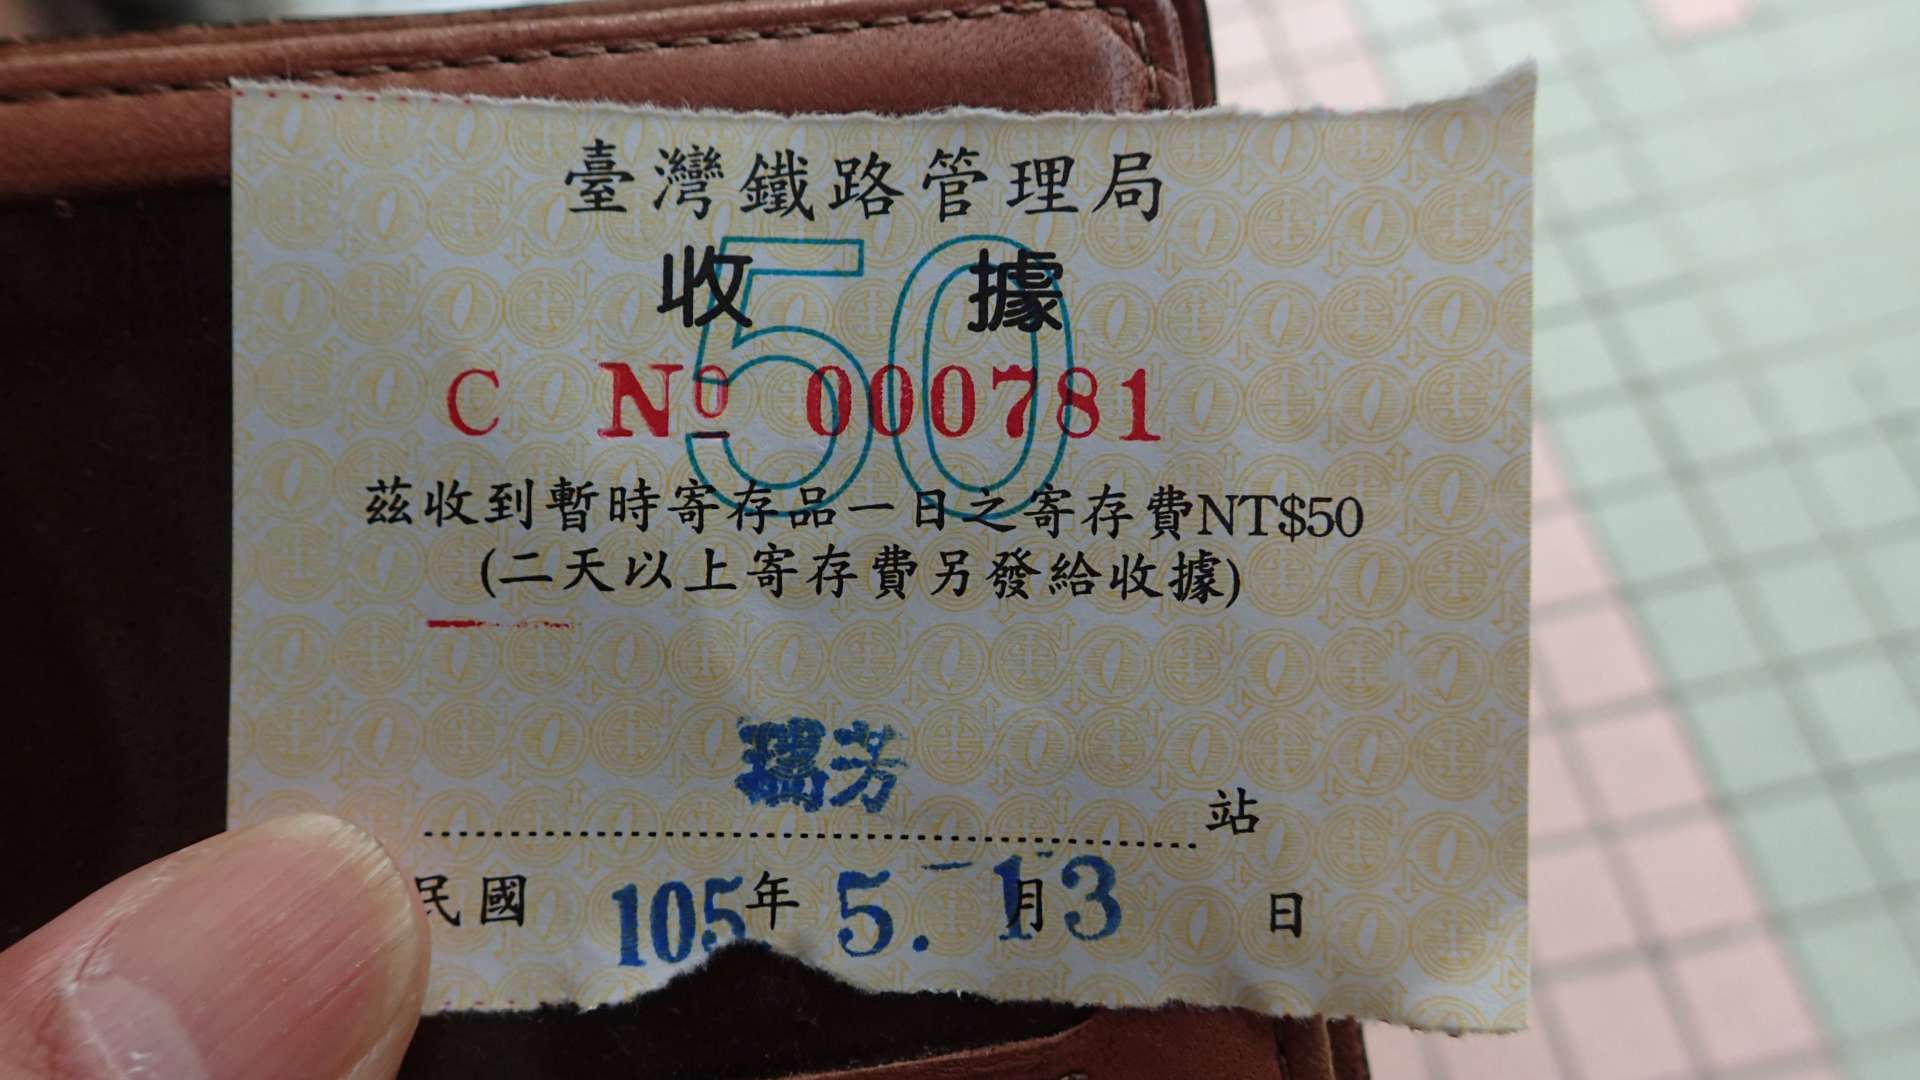 臺灣鐵路管理局
收據
50
C Nº 000781
茲收到暫時寄存品一日之寄存費NT$50
(二天以上寄存費另發給收據)
瑞芳 站
民國 105年 5. 月13 日